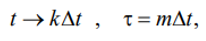 t → kΔt , τ = mΔt,